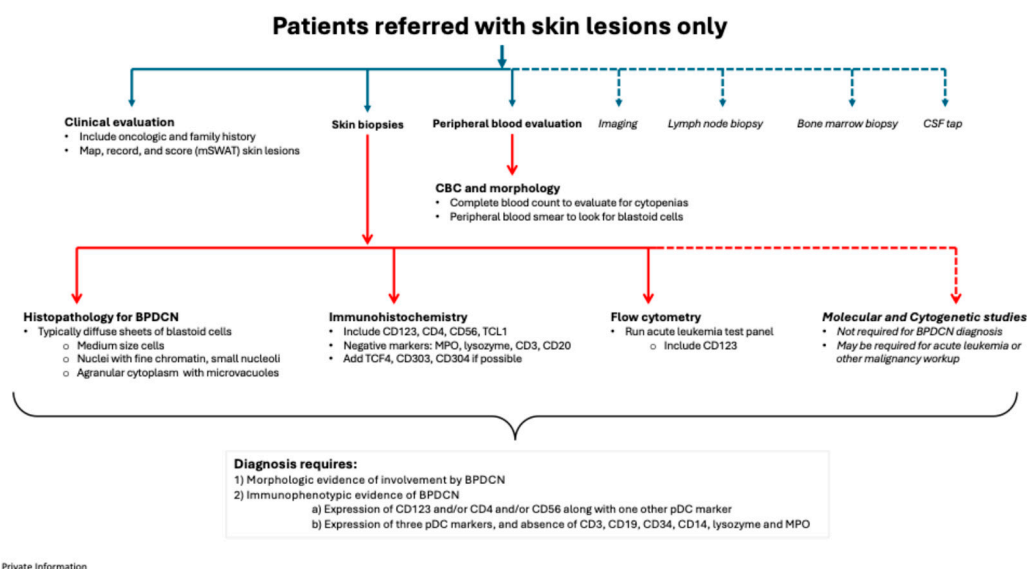 Patients referred with skin lesions only
Clinical evaluation
• Include oncologic and family history
• Map, record, and score (mSWAT) skin lesions
Skin biopsies
Peripheral blood evaluation
Imaging
Lymph node biopsy
Bone marrow biopsy
CSF tap
CBC and morphology
• Complete blood count to evaluate for cytopenias
• Peripheral blood smear to look for blastoid cells
Histopathology for BPDCN
• Typically diffuse sheets of blastoid cells
o Medium size cells
o Nuclei with fine chromatin, small nucleoli
o Agranular cytoplasm with microvacuoles
Immunohistochemistry
• Include CD123, CD4, CD56, TCL1
• Negative markers: MPO, lysozyme, CD3, CD20
• Add TCF4, CD303, CD304 if possible
Flow cytometry
• Run acute leukemia test panel
o Include CD123
Molecular and Cytogenetic studies
• Not required for BPDCN diagnosis
• May be required for acute leukemia or
other malignancy workup
Diagnosis requires:
1) Morphologic evidence of involvement by BPDCN
2) Immunophenotypic evidence of BPDCN
a) Expression of CD123 and/or CD4 and/or CD56 along with one other pDC marker
b) Expression of three pDC markers, and absence of CD3, CD19, CD34, CD14, lysozyme and MPO
Private Information